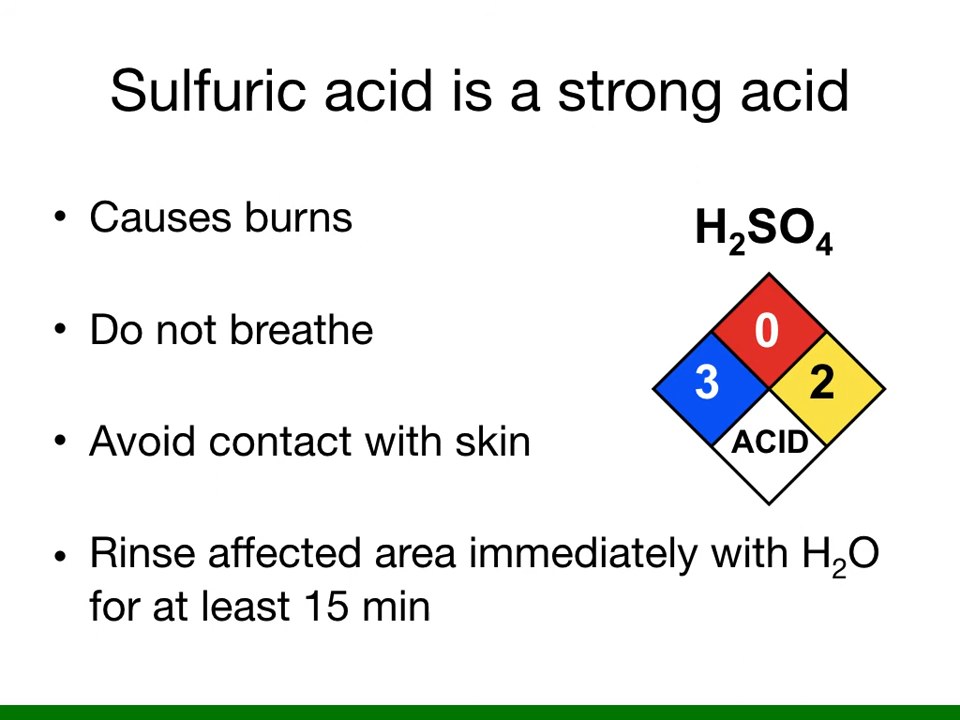 Sulfuric acid is a strong acid
• Causes burns
• Do not breathe
• Avoid contact with skin
• Rinse affected area immediately with H₂O
for at least 15 min
H₂SO₄
0
3
2
ACID